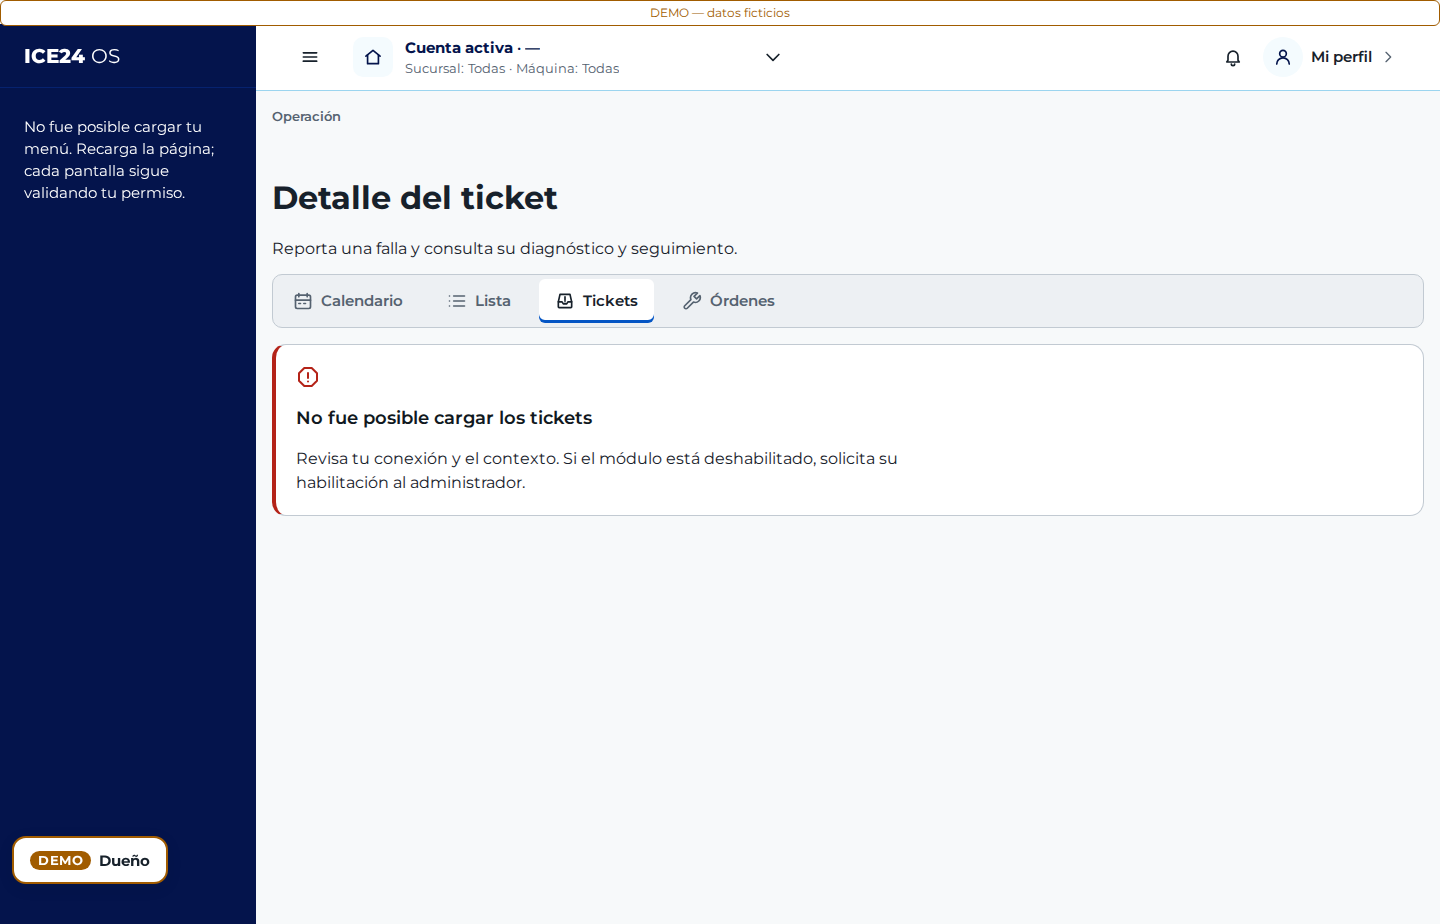 DEMO — datos ficticios
ICE24 OS
No fue posible cargar tu
menú. Recarga la página;
cada pantalla sigue
validando tu permiso.
DEMO Dueño
Cuenta activa · —
Sucursal: Todas · Máquina: Todas
Mi perfil
Operación
Detalle del ticket
Reporta una falla y consulta su diagnóstico y seguimiento.
Calendario
Lista
Tickets
Órdenes
No fue posible cargar los tickets
Revisa tu conexión y el contexto. Si el módulo está deshabilitado, solicita su
habilitación al administrador.